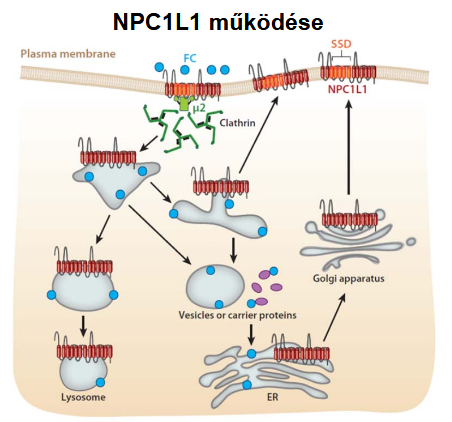 NPC1L1 működése
Plasma membrane
FC
SSD
NPC1L1
μ2
Clathrin
Golgi apparatus
Vesicles or carrier proteins
Lysosome
ER